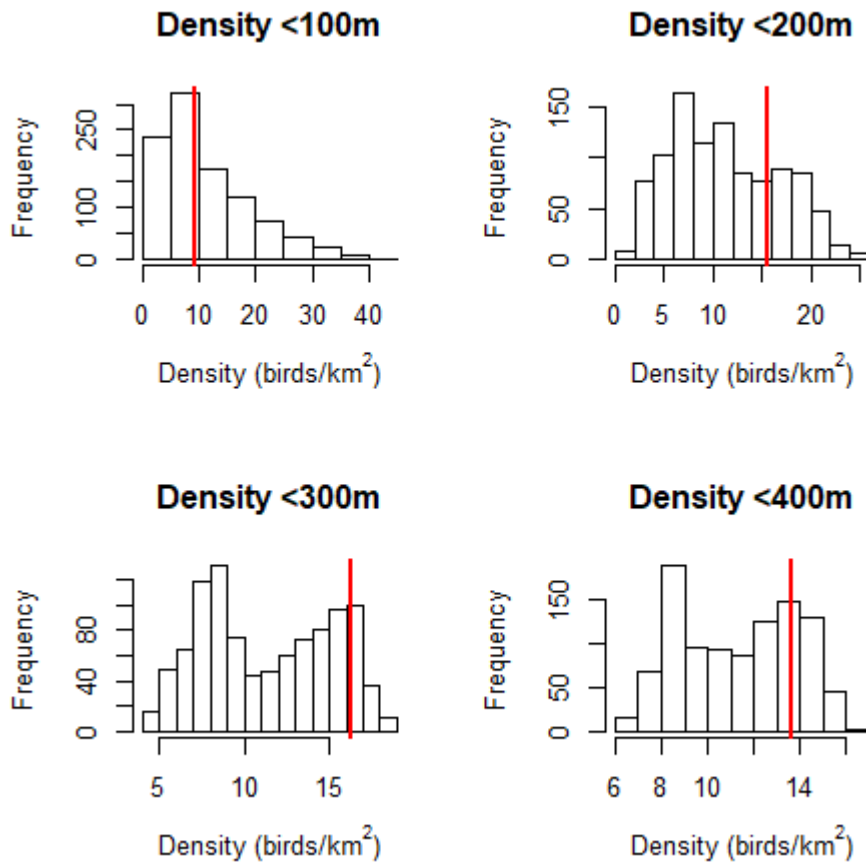 Density <100m
Frequency
0
100
250
0
10
20
30
40
Density (birds/km²)
Density <200m
Frequency
0
50
150
0
5
10
20
Density (birds/km²)
Density <300m
Frequency
0
40
80
5
10
15
Density (birds/km²)
Density <400m
Frequency
0
50
150
6
8
10
14
Density (birds/km²)